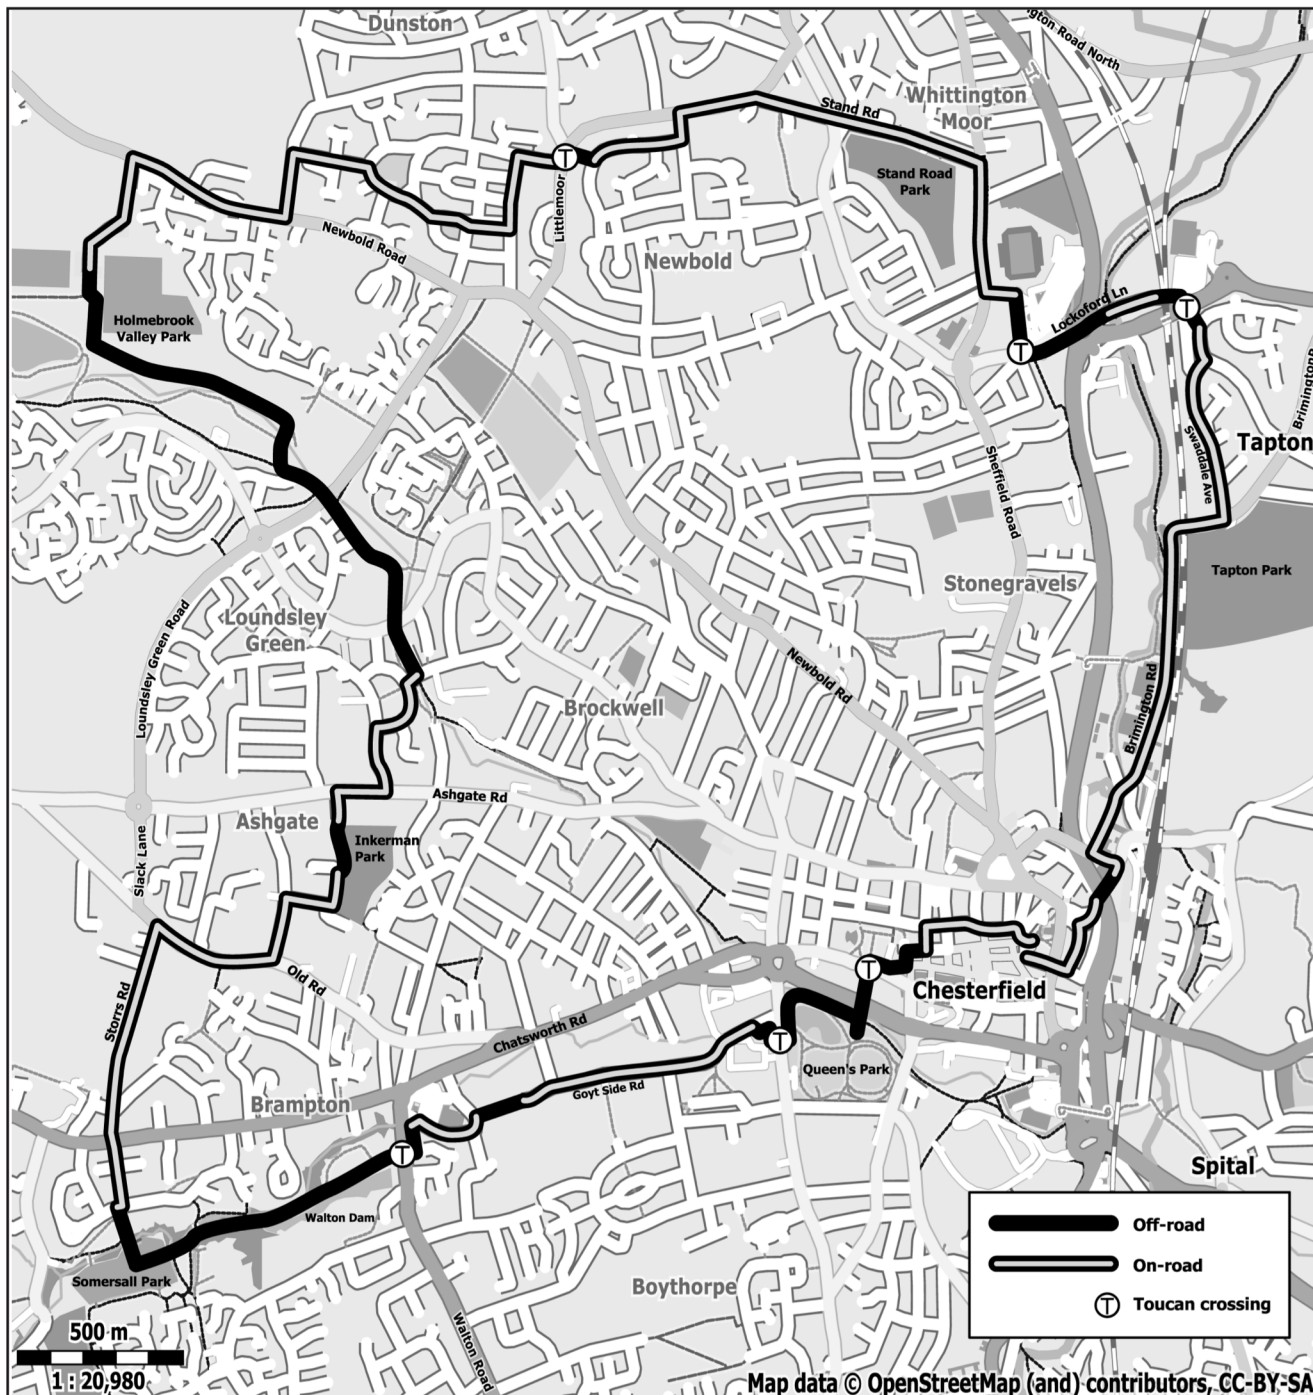 Dunston
ington Road North
Whittington
Moor
Stand Rd
Stand Road
Park
Littlemoor
Newbold Road
Newbold
Lockoford Ln
Holmebrook
Valley Park
Brimington
Tapton
Swaddale Ave
Sheffield Road
Tapton Park
Stonegravels
Loundsley
Green
Loundsley Green Road
Newbold Rd
Brockwell
Brimington Rd
Ashgate Rd
Ashgate
Inkerman
Park
Slack Lane
Old Rd
Storrs Rd
Chesterfield
Chatsworth Rd
Queen's Park
Goyt Side Rd
Brampton
Spital
Walton Dam
Somersall Park
Boythorpe
Walton Road
T
T
T
T
T
T
Off-road
On-road
T Toucan crossing
500 m
1 : 20,980
Map data © OpenStreetMap (and) contributors, CC-BY-SA